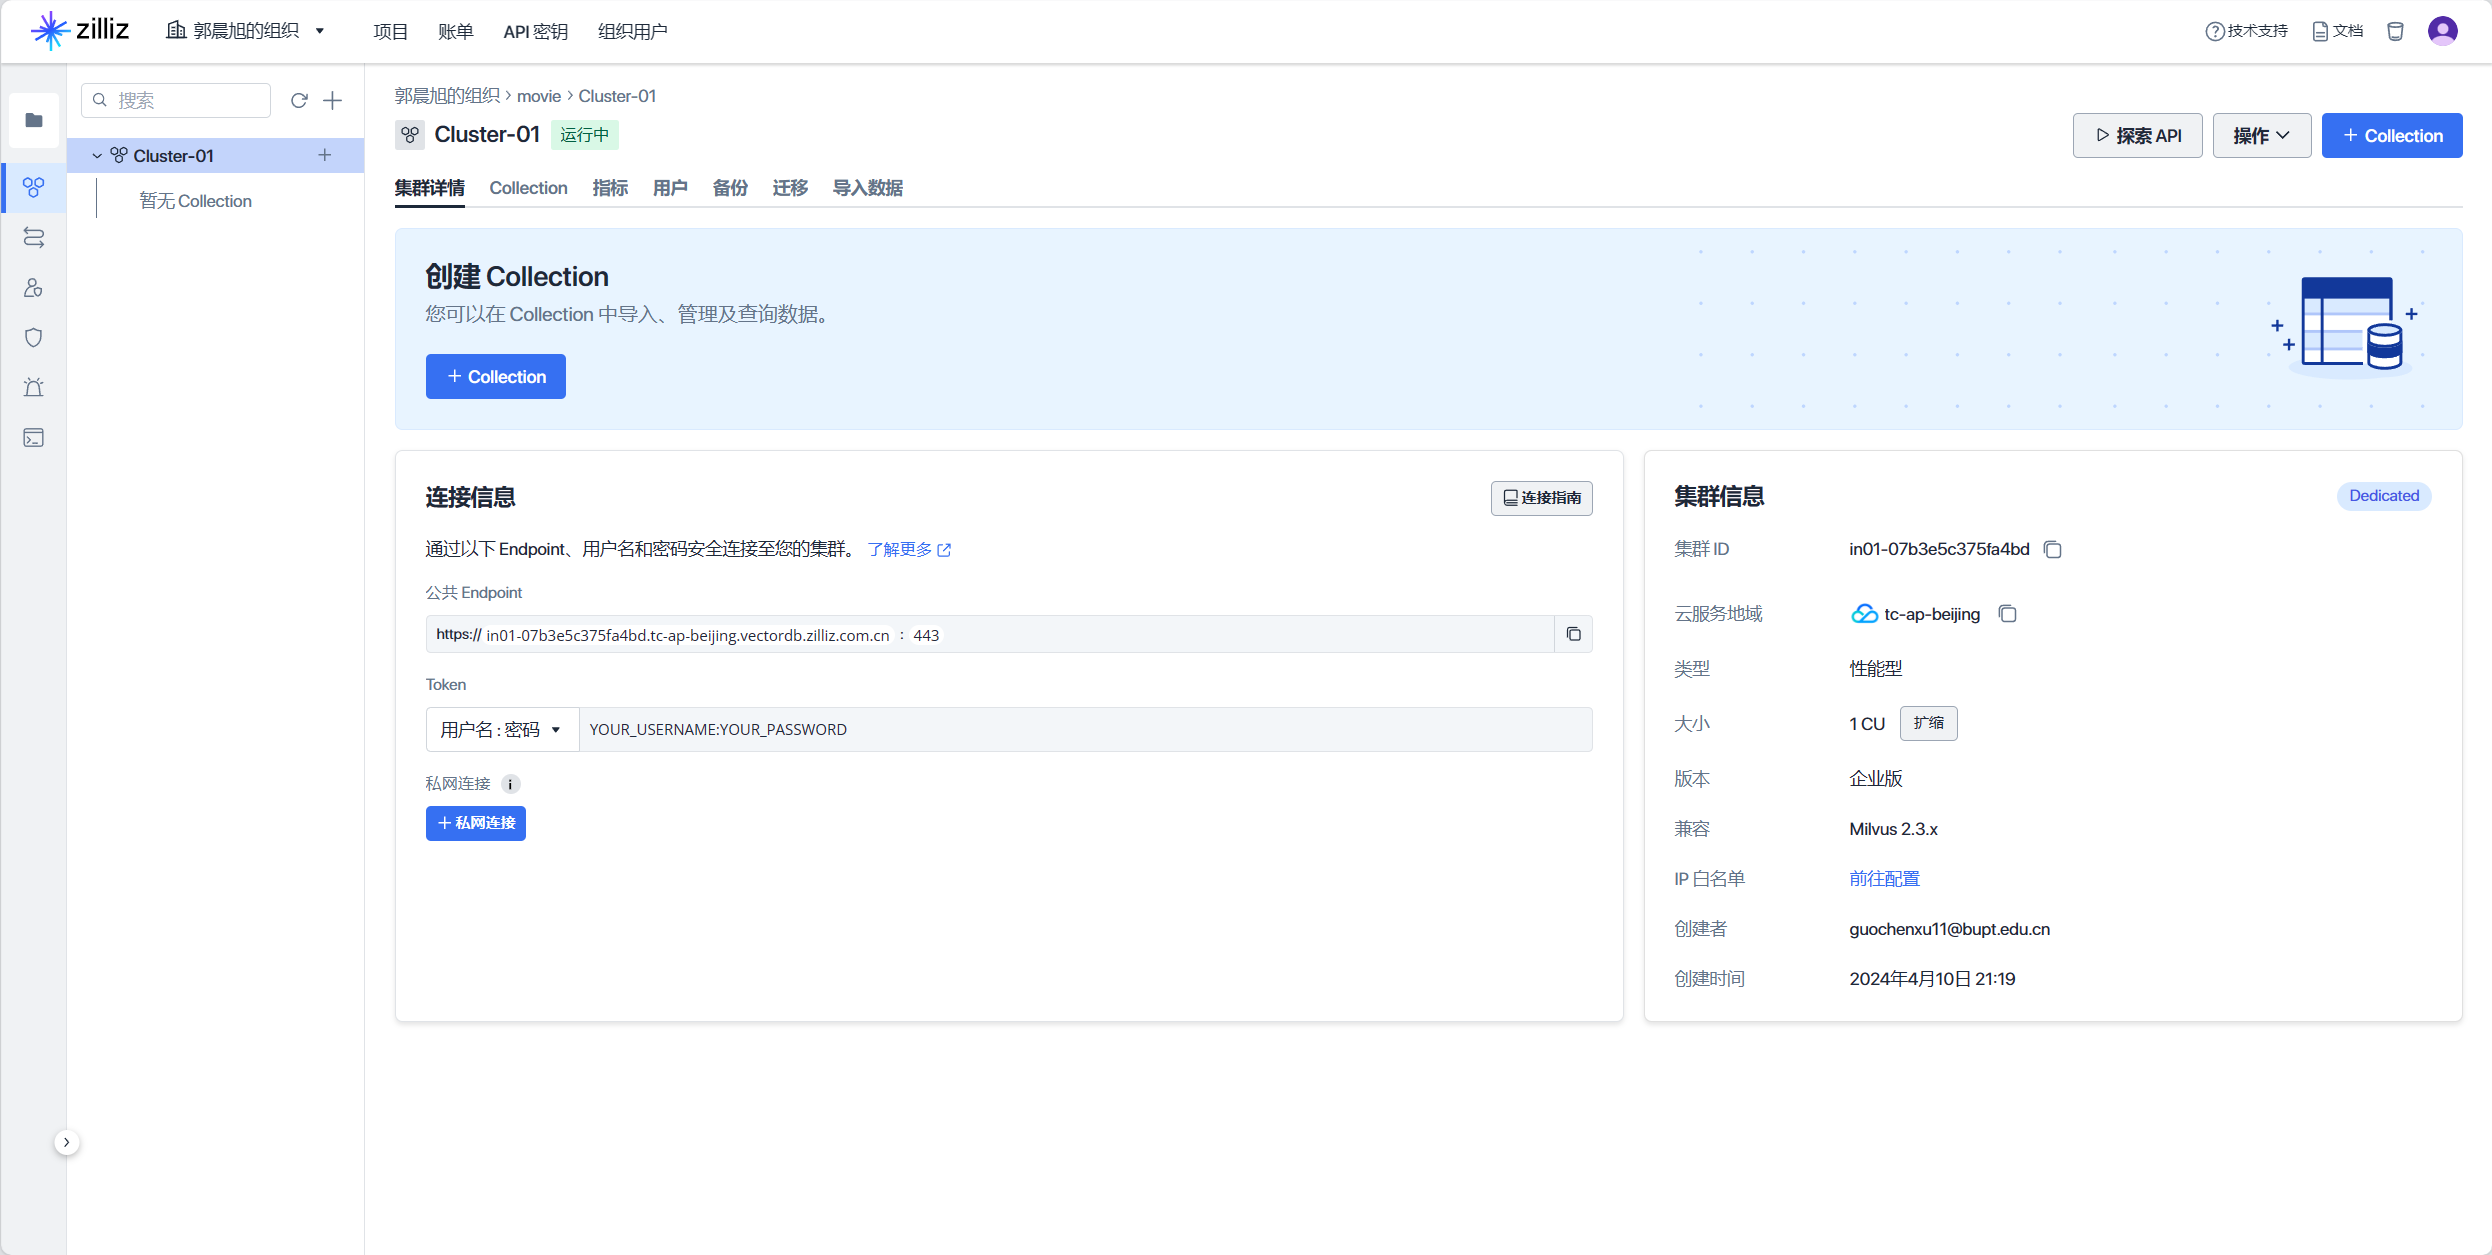 zilliz
郭晨旭的组织
项目
账单
API 密钥
组织用户
技术支持
文档
搜索
Cluster-01
暂无 Collection
郭晨旭的组织 > movie > Cluster-01
Cluster-01
运行中
探索 API
操作
+ Collection
集群详情
Collection
指标
用户
备份
迁移
导入数据
创建 Collection
您可以在 Collection 中导入、管理及查询数据。
+ Collection
连接信息
连接指南
通过以下 Endpoint、用户名和密码安全连接至您的集群。 了解更多
公共 Endpoint
https:// in01-07b3e5c375fa4bd.tc-ap-beijing.vectordb.zilliz.com.cn : 443
Token
用户名 : 密码
YOUR_USERNAME:YOUR_PASSWORD
私网连接
+ 私网连接
集群信息
Dedicated
集群 ID
in01-07b3e5c375fa4bd
云服务地域
tc-ap-beijing
类型
性能型
大小
1 CU
扩缩
版本
企业版
兼容
Milvus 2.3.x
IP 白名单
前往配置
创建者
guochenxu11@bupt.edu.cn
创建时间
2024年4月10日 21:19